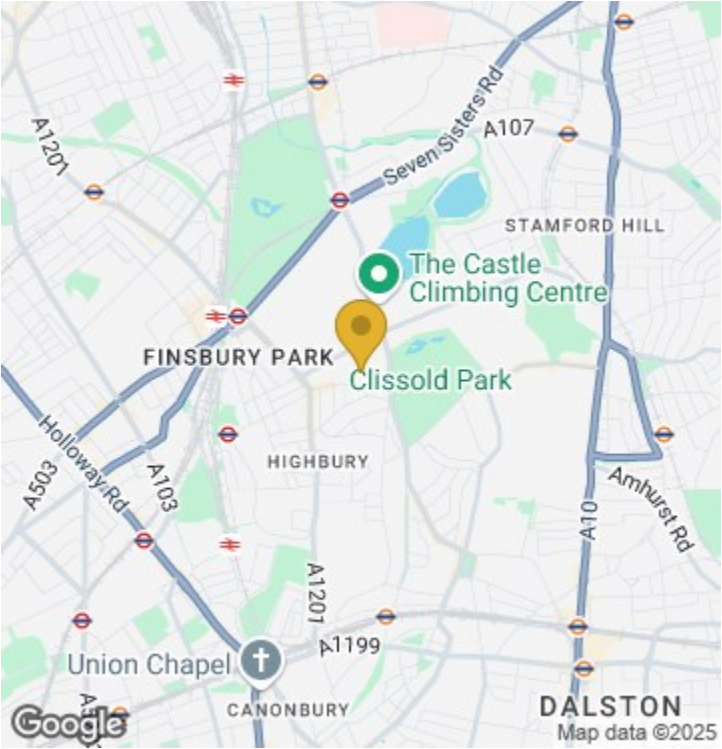 A1201
Seven Sisters Rd
A107
STAMFORD HILL
The Castle
Climbing Centre
FINSBURY PARK
Clissold Park
Holloway Rd
A503
A103
HIGHBURY
Amhurst Rd
A10
A1201
A1199
Union Chapel
CANONBURY
DALSTON
Google
Map data ©2025